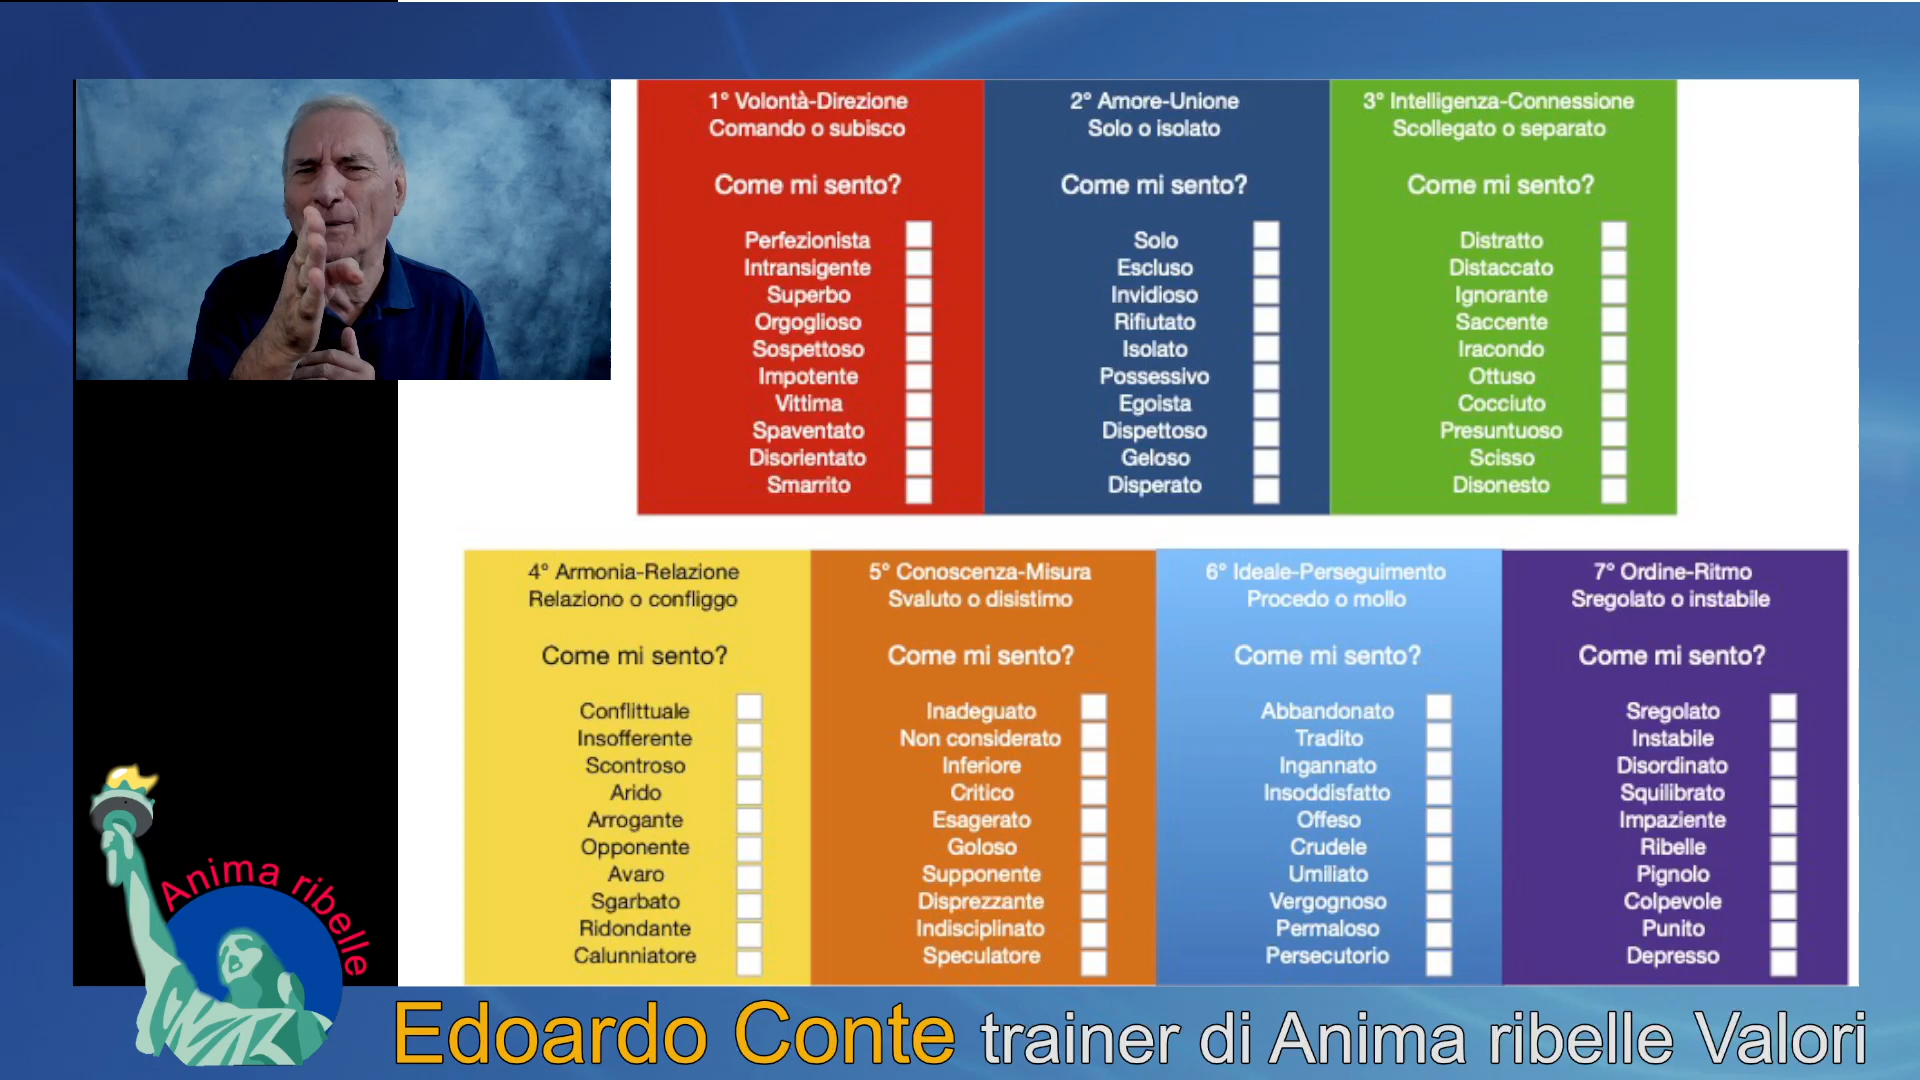 1° Volontà-Direzione
Comando o subisco
Come mi sento?
Perfezionista
Intransigente
Superbo
Orgoglioso
Sospettoso
Impotente
Vittima
Spaventato
Disorientato
Smarrito
2° Amore-Unione
Solo o isolato
Come mi sento?
Solo
Escluso
Invidioso
Rifiutato
Isolato
Possessivo
Egoista
Dispettoso
Geloso
Disperato
3° Intelligenza-Connessione
Scollegato o separato
Come mi sento?
Distratto
Distaccato
Ignorante
Saccente
Iracondo
Ottuso
Cocciuto
Presuntuoso
Scisso
Disonesto
4° Armonia-Relazione
Relaziono o confliggo
Come mi sento?
Conflittuale
Insofferente
Scontroso
Arido
Arrogante
Opponente
Avaro
Sgarbato
Ridondante
Calunniatore
5° Conoscenza-Misura
Svaluto o disistimo
Come mi sento?
Inadeguato
Non considerato
Inferiore
Critico
Esagerato
Goloso
Supponente
Disprezzante
Indisciplinato
Speculatore
6° Ideale-Perseguimento
Procedo o mollo
Come mi sento?
Abbandonato
Tradito
Ingannato
Insoddisfatto
Offeso
Crudele
Umiliato
Vergognoso
Permaloso
Persecutorio
7° Ordine-Ritmo
Sregolato o instabile
Come mi sento?
Sregolato
Instabile
Disordinato
Squilibrato
Impaziente
Ribelle
Pignolo
Colpevole
Punito
Depresso
Anima ribelle
Edoardo Conte trainer di Anima ribelle Valori